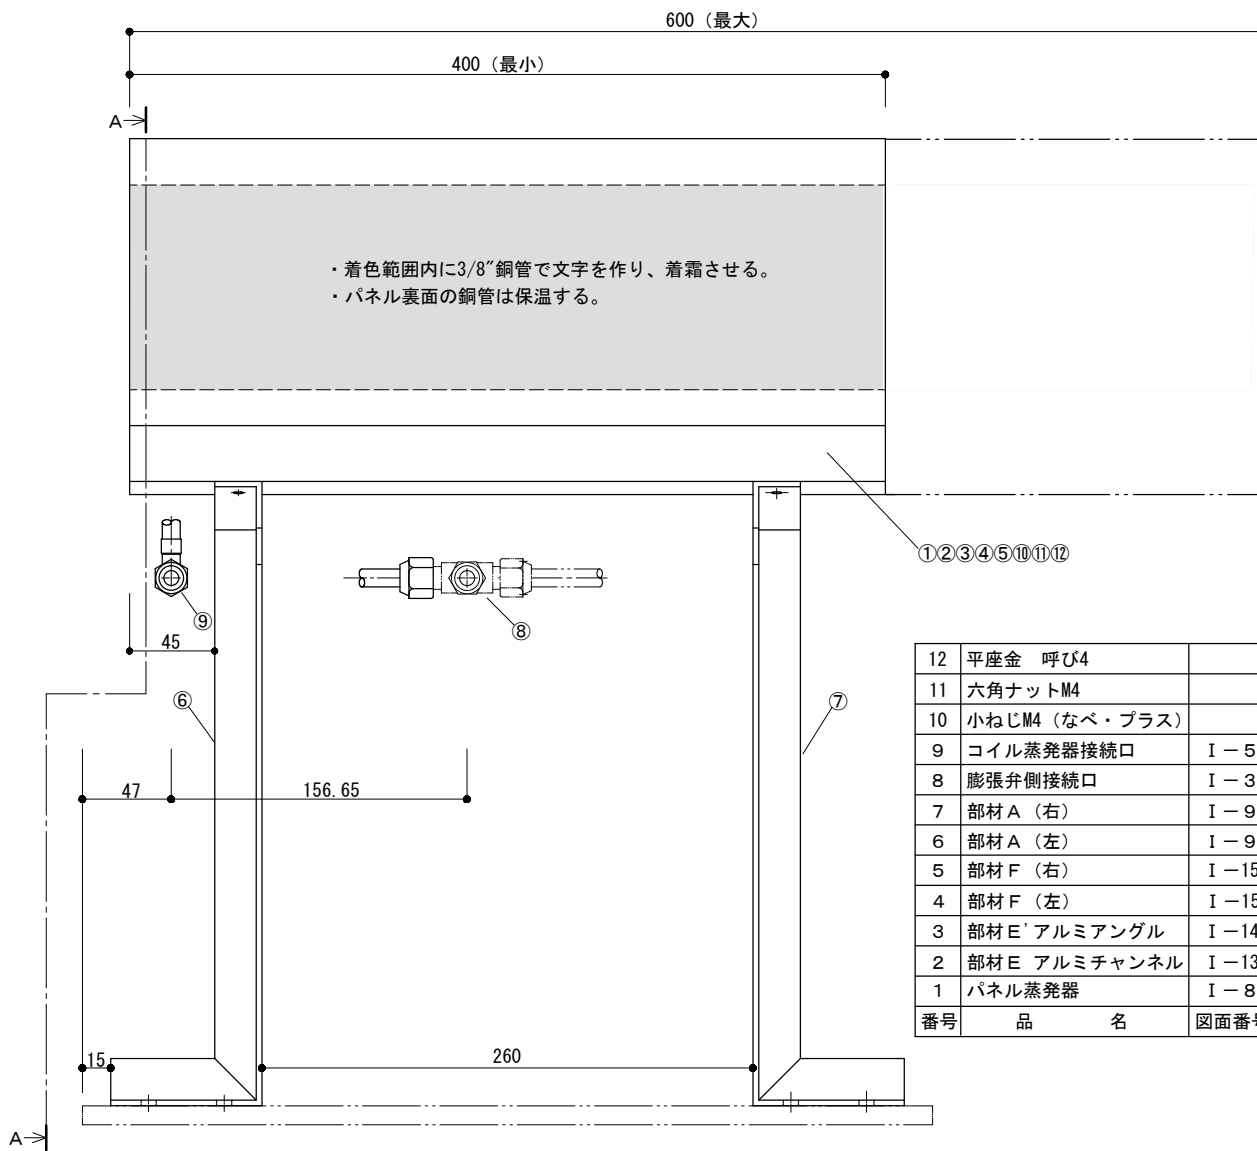 600（最大）
400（最小）
A
・着色範囲内に3/8″銅管で文字を作り、着霜させる。
・パネル裏面の銅管は保温する。
①②③④⑤⑩⑪⑫
⑨
⑧
45
⑥
⑦
47
156.65
15
260
A
12 平座金　呼び4
11 六角ナットM4
10 小ねじM4（なべ・プラス）
9 コイル蒸発器接続口 Ⅰ－5
8 膨張弁側接続口 Ⅰ－3
7 部材Ａ（右） Ⅰ－9
6 部材Ａ（左） Ⅰ－9
5 部材Ｆ（右） Ⅰ－15
4 部材Ｆ（左） Ⅰ－15
3 部材Ｅ'アルミアングル Ⅰ－14
2 部材Ｅ アルミチャンネル Ⅰ－13
1 パネル蒸発器 Ⅰ－8
番号 品　名 図面番号